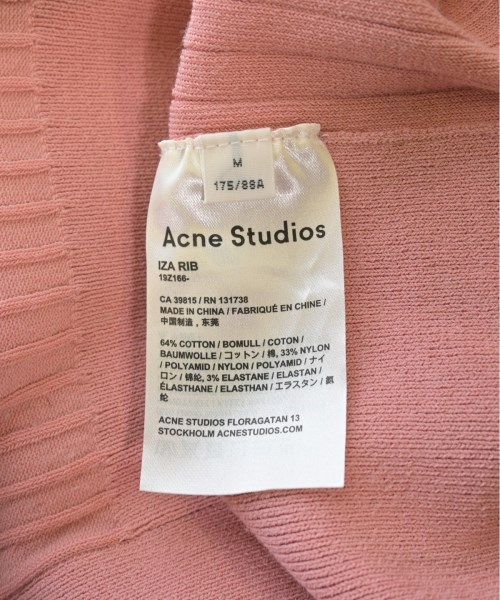 M
175/88A
Acne Studios
IZA RIB
19Z166-
CA 39815 / RN 131738
MADE IN CHINA / FABRIQUÉ EN CHINE /
中国制造，东莞
64% COTTON / BOMULL / COTON /
BAUMWOLLE / コットン / 棉, 33% NYLON
/ POLYAMID / NYLON / POLYAMID / ナイ
ロン / 锦纶, 3% ELASTANE / ELASTAN /
ÉLASTHANE / ELASTHAN / エラスタン / 氨
纶
ACNE STUDIOS FLORAGATAN 13
STOCKHOLM ACNESTUDIOS.COM